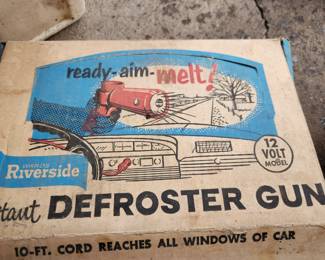 ready-aim-melt!
Riverside
12
VOLT
MODEL
DEFROSTER GUN
10-FT. CORD REACHES ALL WINDOWS OF CAR